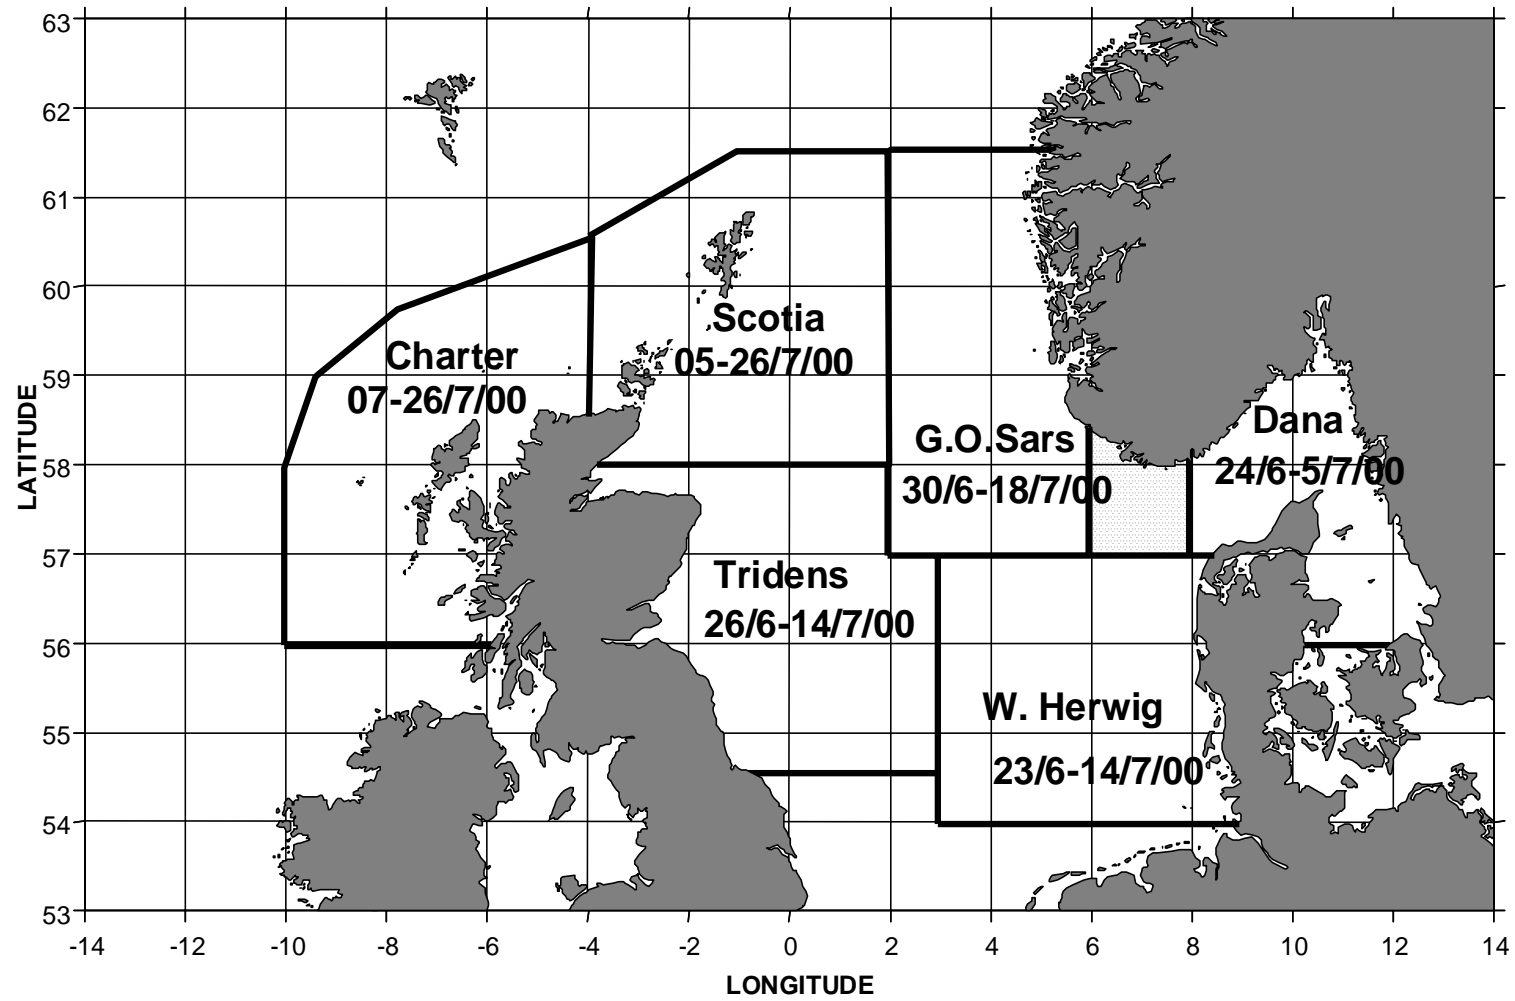 63
62
61
60
59
58
57
56
55
54
53
LATITUDE
Scotia
05-26/7/00
Charter
07-26/7/00
G.O.Sars
30/6-18/7/00
Dana
24/6-5/7/00
Tridens
26/6-14/7/00
W. Herwig
23/6-14/7/00
-14 -12 -10 -8 -6 -4 -2 0 2 4 6 8 10 12 14
LONGITUDE